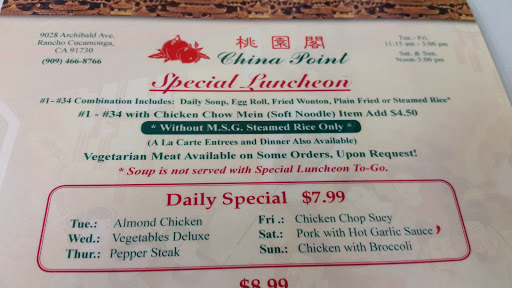 9028 Archibald Ave.
Rancho Cucamonga,
CA 91730
(909) 466-8766
桃園閣
China Point
Tue.- Fri.
11:15 am - 3:00 pm
Sat. & Sun.
Noon-3:00 pm
Special Luncheon
#1 - #34 Combination Includes: Daily Soup, Egg Roll, Fried Wonton, Plain Fried or Steamed Rice*
#1 - #34 with Chicken Chow Mein (Soft Noodle) Item Add $4.50
* Without M.S.G. Steamed Rice Only *
(A La Carte Entrees and Dinner Also Available)
Vegetarian Meat Available on Some Orders, Upon Request!
* Soup is not served with Special Luncheon To-Go.
Daily Special $7.99
Tue.: Almond Chicken
Wed.: Vegetables Deluxe
Thur.: Pepper Steak
Fri.: Chicken Chop Suey
Sat.: Pork with Hot Garlic Sauce
Sun.: Chicken with Broccoli
$8.99